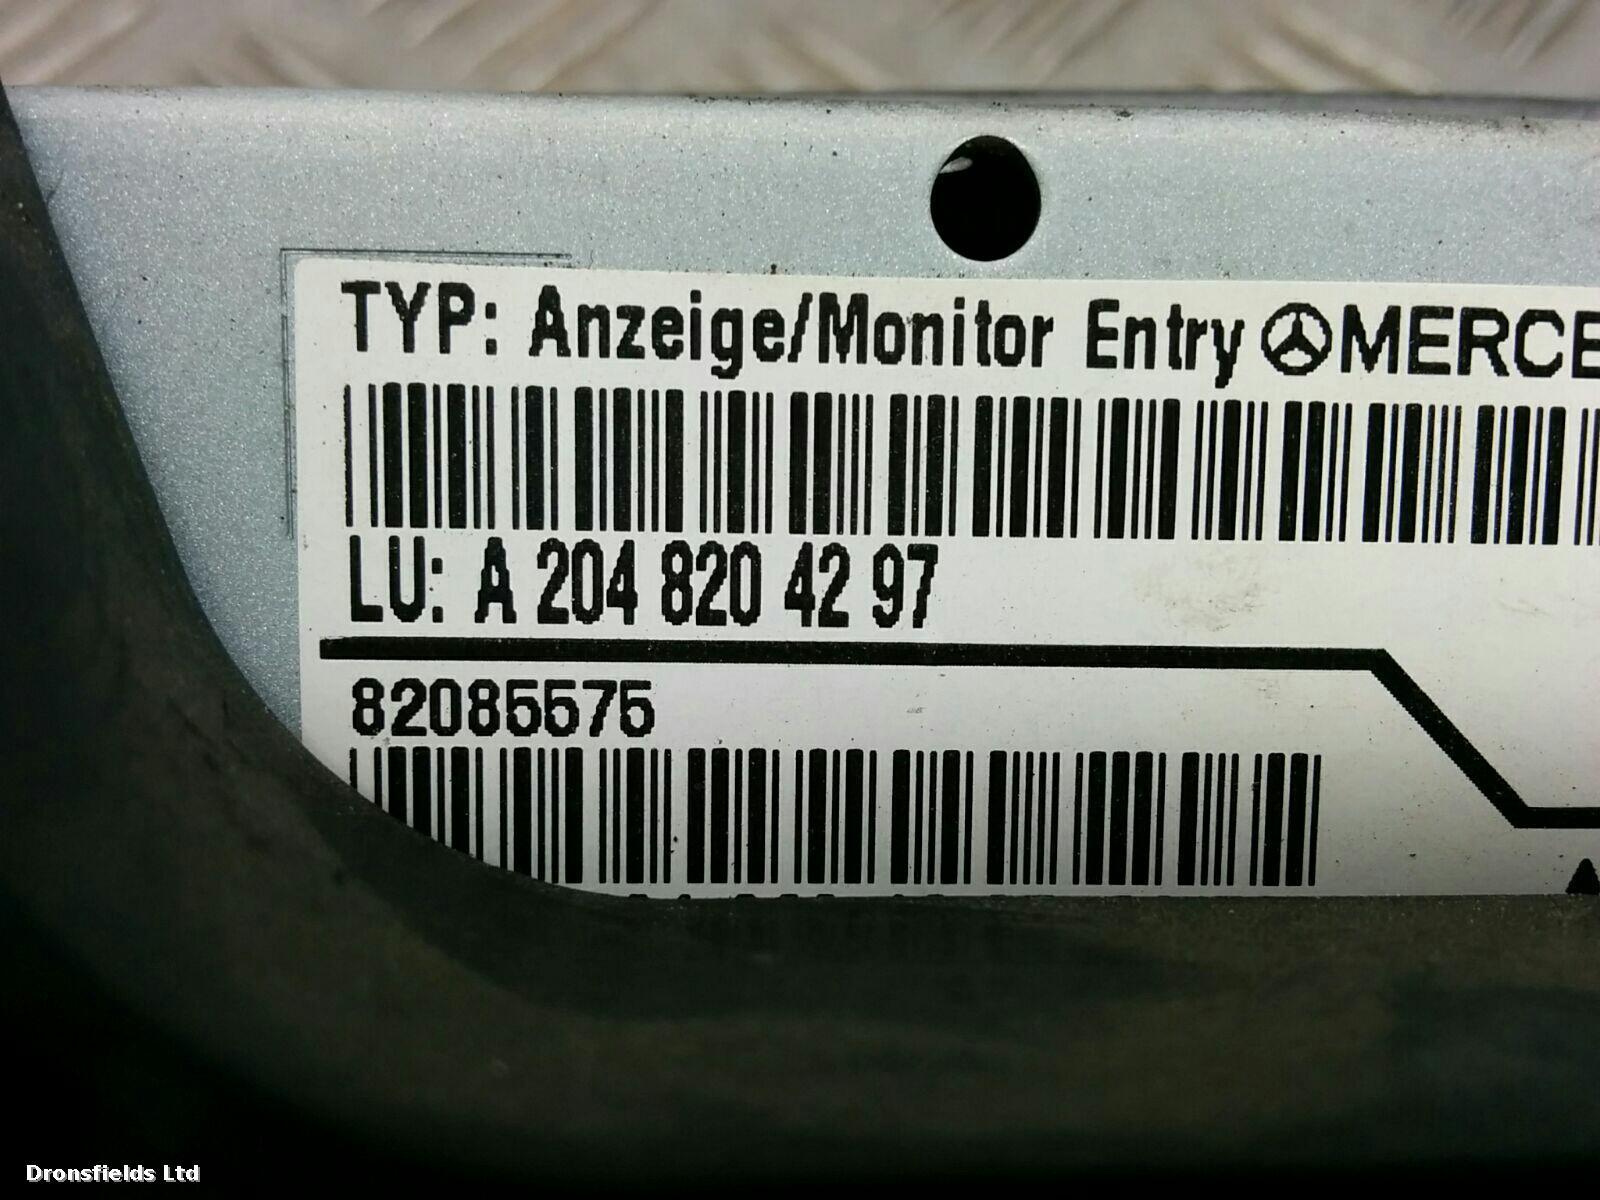 TYP: Anzeige/Monitor Entry MERCE
LU: A 204 820 42 97
82085575
Dronsfields Ltd